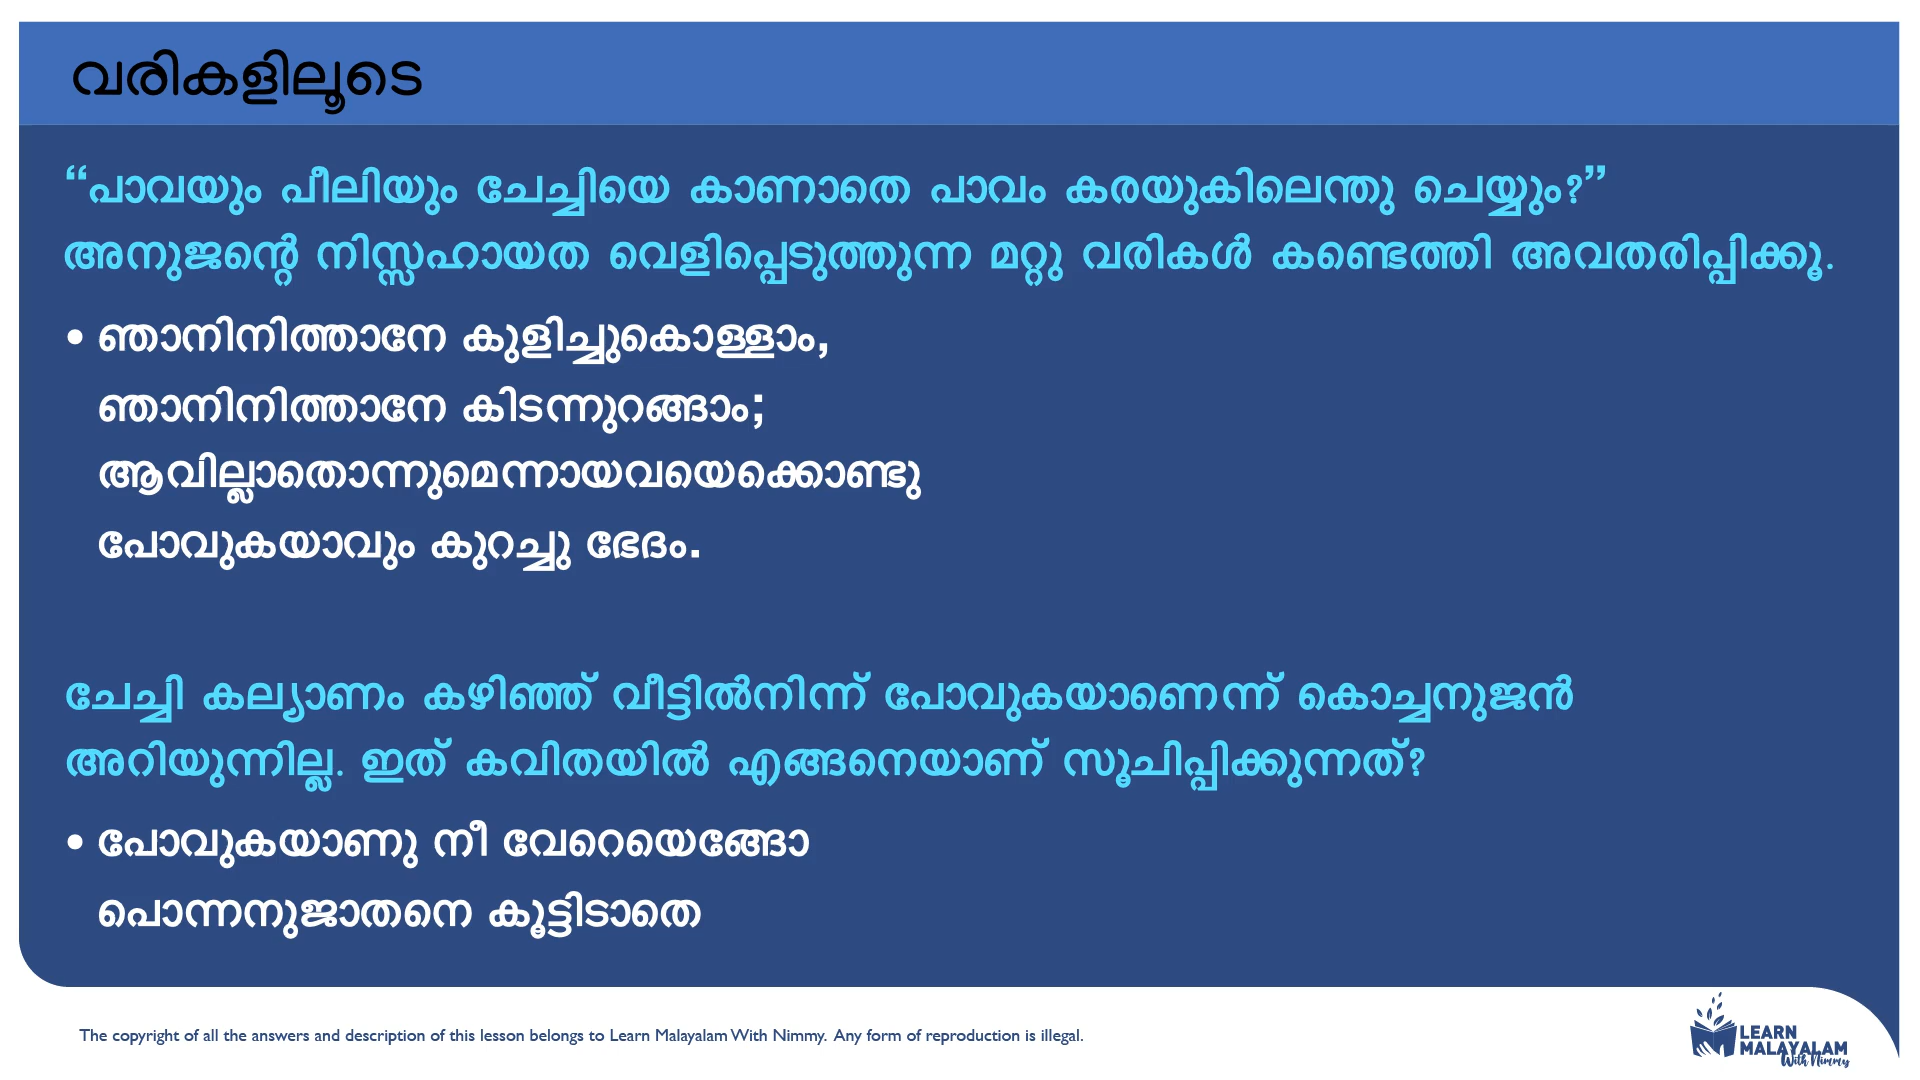 വരികളിലൂടെ
“പാവയും പീലിയും ചേച്ചിയെ കാണാതെ പാവം കരയുകിലെന്തു ചെയ്യും?”
അനുജന്റെ നിസ്സഹായത വെളിപ്പെടുത്തുന്ന മറ്റു വരികൾ കണ്ടെത്തി അവതരിപ്പിക്കൂ.
• ഞാനിനിത്താനേ കുളിച്ചുകൊള്ളാം,
ഞാനിനിത്താനേ കിടന്നുറങ്ങാം;
ആവില്ലാതൊന്നുമെന്നായവയെക്കൊണ്ടു
പോവുകയാവും കുറച്ചു ഭേദം.
ചേച്ചി കല്യാണം കഴിഞ്ഞ് വീട്ടിൽനിന്ന് പോവുകയാണെന്ന് കൊച്ചനുജൻ
അറിയുന്നില്ല. ഇത് കവിതയിൽ എങ്ങനെയാണ് സൂചിപ്പിക്കുന്നത്?
• പോവുകയാണു നീ വേറെയെങ്ങോ
പൊന്നനുജാതനെ കൂട്ടിടാതെ
The copyright of all the answers and description of this lesson belongs to Learn Malayalam With Nimmy. Any form of reproduction is illegal.
LEARN
MALAYALAM
With Nimmy